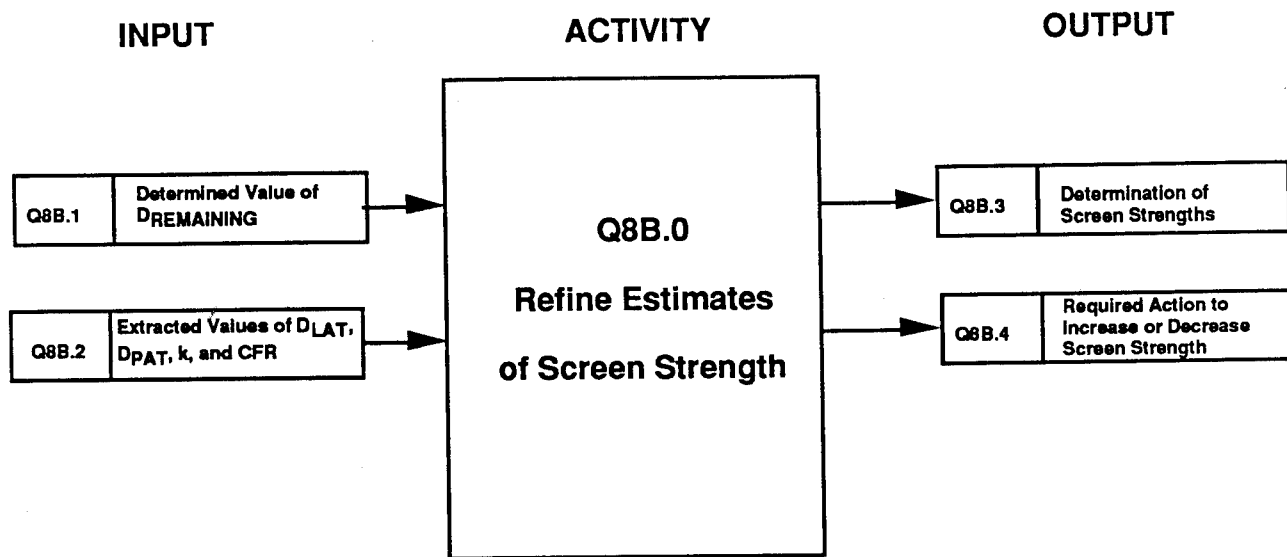 INPUT
ACTIVITY
OUTPUT
Q8B.1
Determined Value of
DREMAINING
Q8B.2
Extracted Values of DLAT,
DPAT, k, and CFR
Q8B.0
Refine Estimates
of Screen Strength
Q8B.3
Determination of
Screen Strengths
Q8B.4
Required Action to
Increase or Decrease
Screen Strength